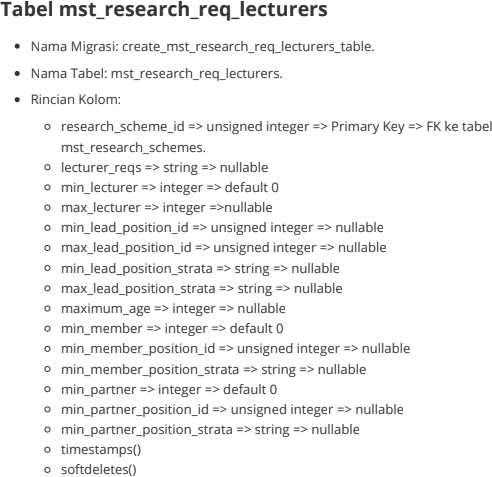 Tabel mst_research_req_lecturers
Nama Migrasi: create_mst_research_req_lecturers_table.
Nama Tabel: mst_research_req_lecturers.
Rincian Kolom:
research_scheme_id => unsigned integer => Primary Key => FK ke tabel
mst_research_schemes.
lecturer_reqs => string => nullable
min_lecturer => integer => default 0
max_lecturer => integer =>nullable
min_lead_position_id => unsigned integer => nullable
max_lead_position_id => unsigned integer => nullable
min_lead_position_strata => string => nullable
max_lead_position_strata => string => nullable
maximum_age => integer => nullable
min_member => integer => default 0
min_member_position_id => unsigned integer => nullable
min_member_position_strata => string => nullable
min_partner => integer => default 0
min_partner_position_id => unsigned integer => nullable
min_partner_position_strata => string => nullable
timestamps()
softdeletes()